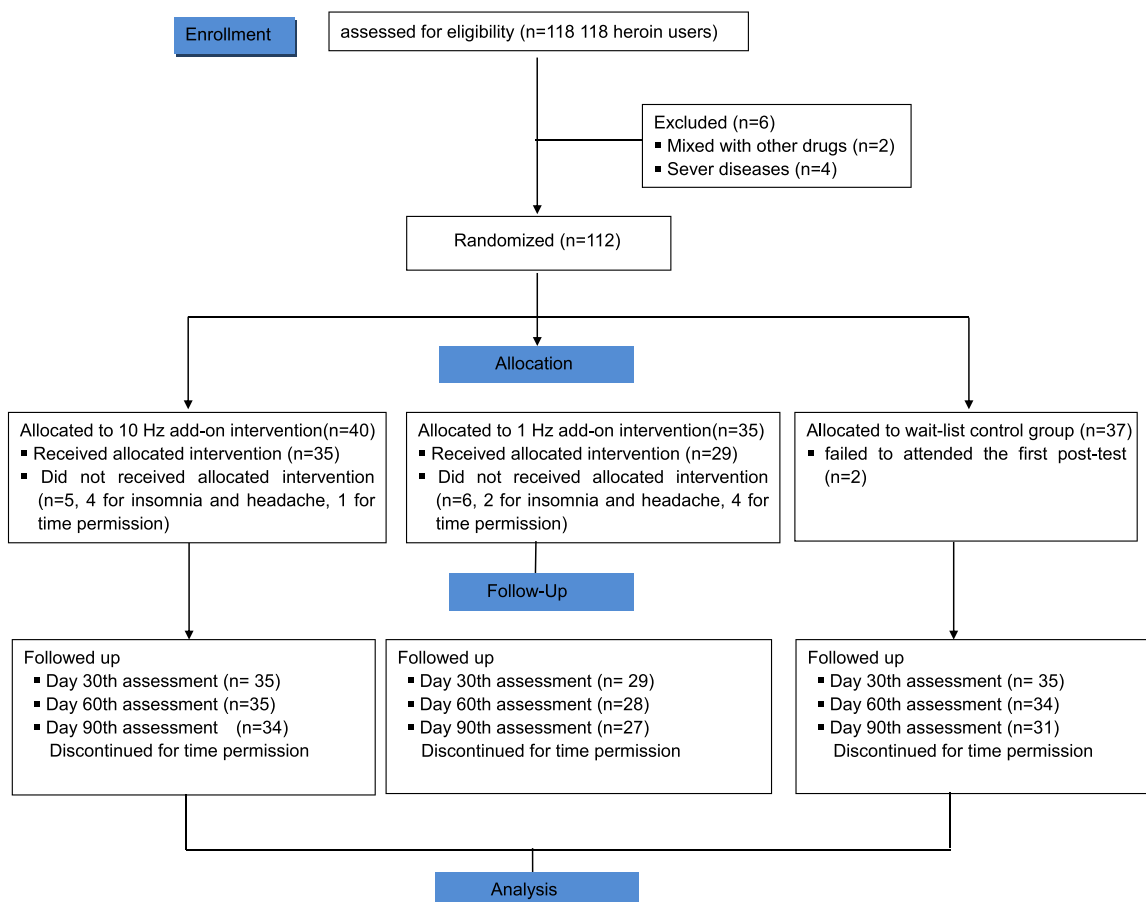 Enrollment
assessed for eligibility (n=118 118 heroin users)
Excluded (n=6)
▪ Mixed with other drugs (n=2)
▪ Sever diseases (n=4)
Randomized (n=112)
Allocation
Allocated to 10 Hz add-on intervention(n=40)
▪ Received allocated intervention (n=35)
▪ Did not received allocated intervention
(n=5, 4 for insomnia and headache, 1 for
time permission)
Allocated to 1 Hz add-on intervention(n=35)
▪ Received allocated intervention (n=29)
▪ Did not received allocated intervention
(n=6, 2 for insomnia and headache, 4 for
time permission)
Allocated to wait-list control group (n=37)
▪ failed to attended the first post-test
(n=2)
Follow-Up
Followed up
▪ Day 30th assessment (n= 35)
▪ Day 60th assessment (n=35)
▪ Day 90th assessment (n=34)
Discontinued for time permission
Followed up
▪ Day 30th assessment (n= 29)
▪ Day 60th assessment (n=28)
▪ Day 90th assessment (n=27)
Discontinued for time permission
Followed up
▪ Day 30th assessment (n= 35)
▪ Day 60th assessment (n=34)
▪ Day 90th assessment (n=31)
Discontinued for time permission
Analysis